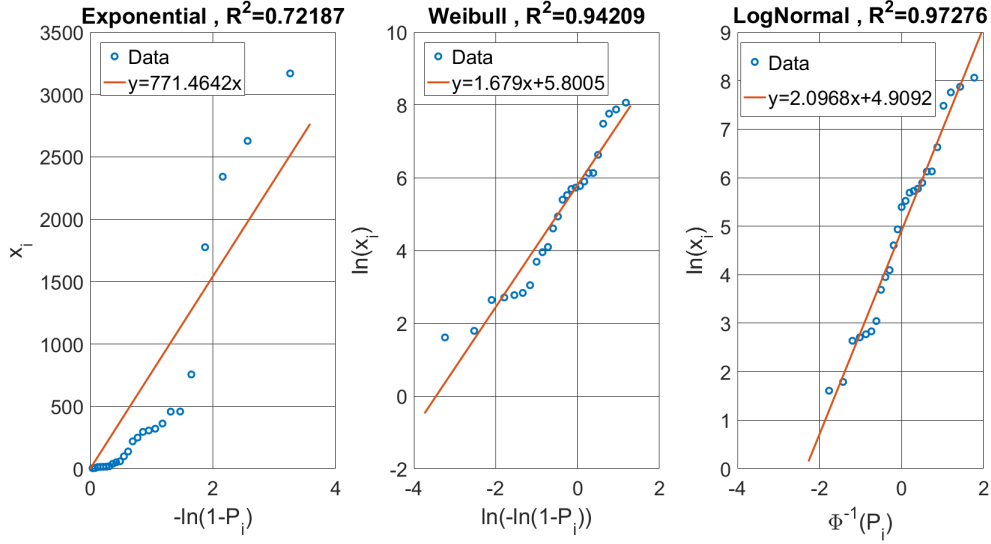 Exponential , R²=0.72187
3500
3000
2500
2000
1500
1000
500
0
0
2
4
x_i
-ln(1-P_i)
Data
y=771.4642x
Weibull , R²=0.94209
10
8
6
4
2
0
-2
-4
-2
0
2
ln(x_i)
ln(-ln(1-P_i))
Data
y=1.679x+5.8005
LogNormal , R²=0.97276
9
8
7
6
5
4
3
2
1
0
-4
-2
0
2
ln(x_i)
Φ⁻¹(P_i)
Data
y=2.0968x+4.9092